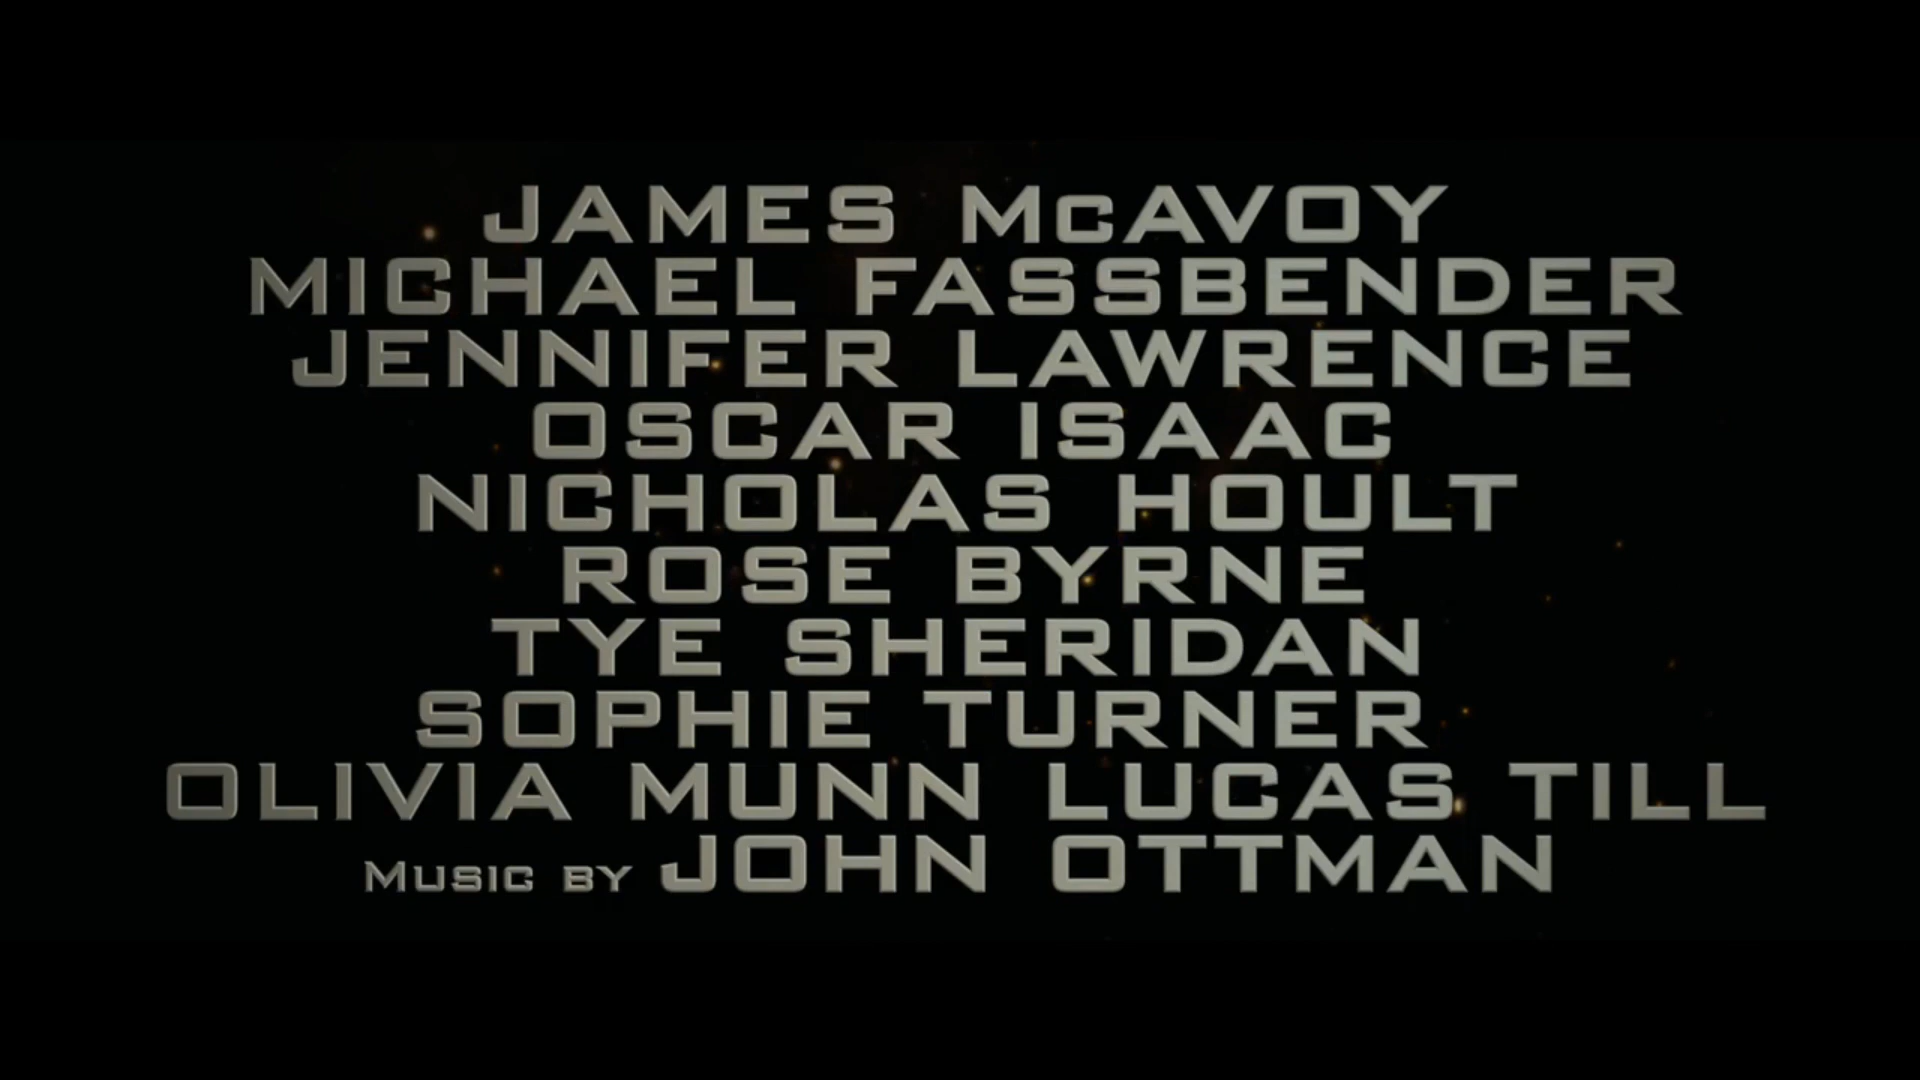 JAMES McAVOY
MICHAEL FASSBENDER
JENNIFER LAWRENCE
OSCAR ISAAC
NICHOLAS HOULT
ROSE BYRNE
TYE SHERIDAN
SOPHIE TURNER
OLIVIA MUNN LUCAS TILL
MUSIC BY JOHN OTTMAN